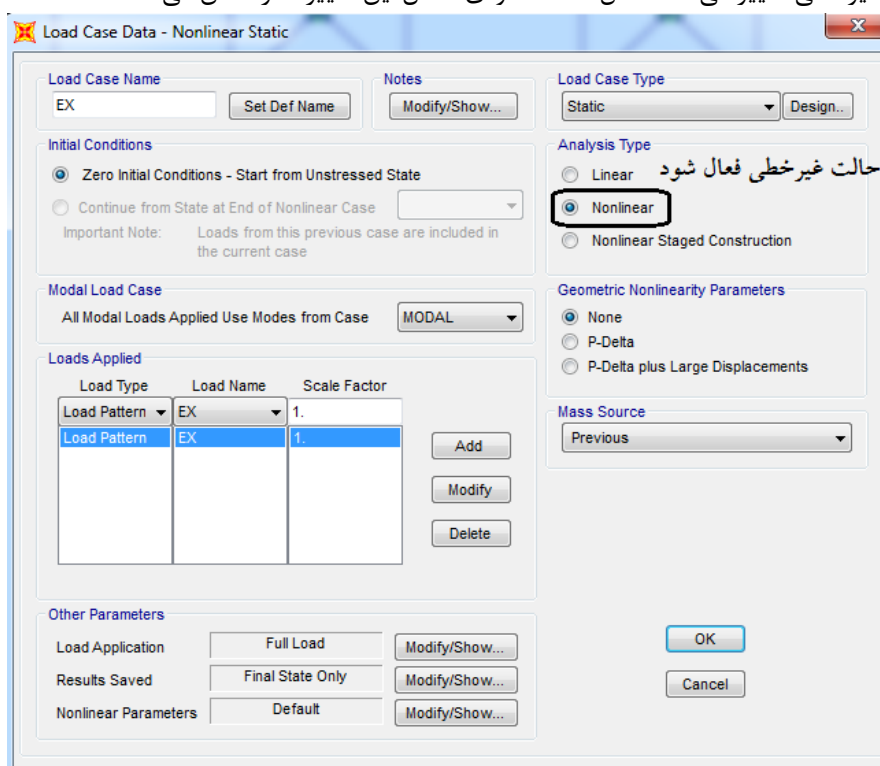 Load Case Data - Nonlinear Static
Load Case Name
EX
Set Def Name
Notes
Modify/Show...
Load Case Type
Static
Design..
Initial Conditions
Zero Initial Conditions - Start from Unstressed State
Continue from State at End of Nonlinear Case
Important Note: Loads from this previous case are included in
the current case
Analysis Type
Linear
حالت غیرخطی فعال شود
Nonlinear
Nonlinear Staged Construction
Modal Load Case
All Modal Loads Applied Use Modes from Case
MODAL
Geometric Nonlinearity Parameters
None
P-Delta
P-Delta plus Large Displacements
Loads Applied
Load Type Load Name Scale Factor
Load Pattern EX 1.
Load Pattern EX 1.
Add
Modify
Delete
Mass Source
Previous
Other Parameters
Load Application Full Load Modify/Show...
Results Saved Final State Only Modify/Show...
Nonlinear Parameters Default Modify/Show...
OK
Cancel